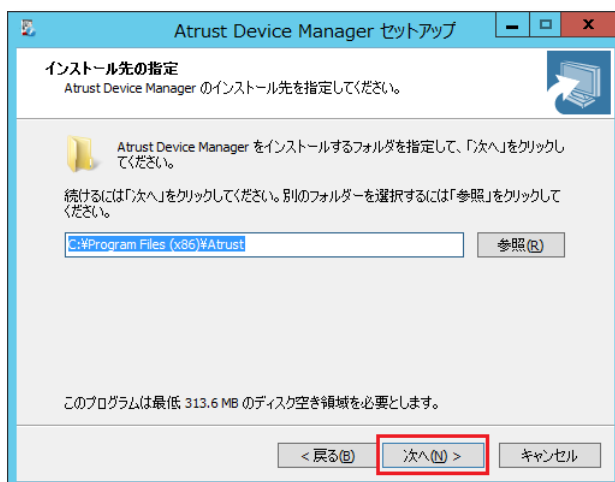 Atrust Device Manager セットアップ
インストール先の指定
Atrust Device Manager のインストール先を指定してください。
Atrust Device Manager をインストールするフォルダを指定して、「次へ」をクリックし
てください。
続けるには「次へ」をクリックしてください。別のフォルダーを選択するには「参照」をクリックして
ください。
C:¥Program Files (x86)¥Atrust
参照(R)
このプログラムは最低 313.6 MB のディスク空き領域を必要とします。
< 戻る(B)
次へ(N) >
キャンセル